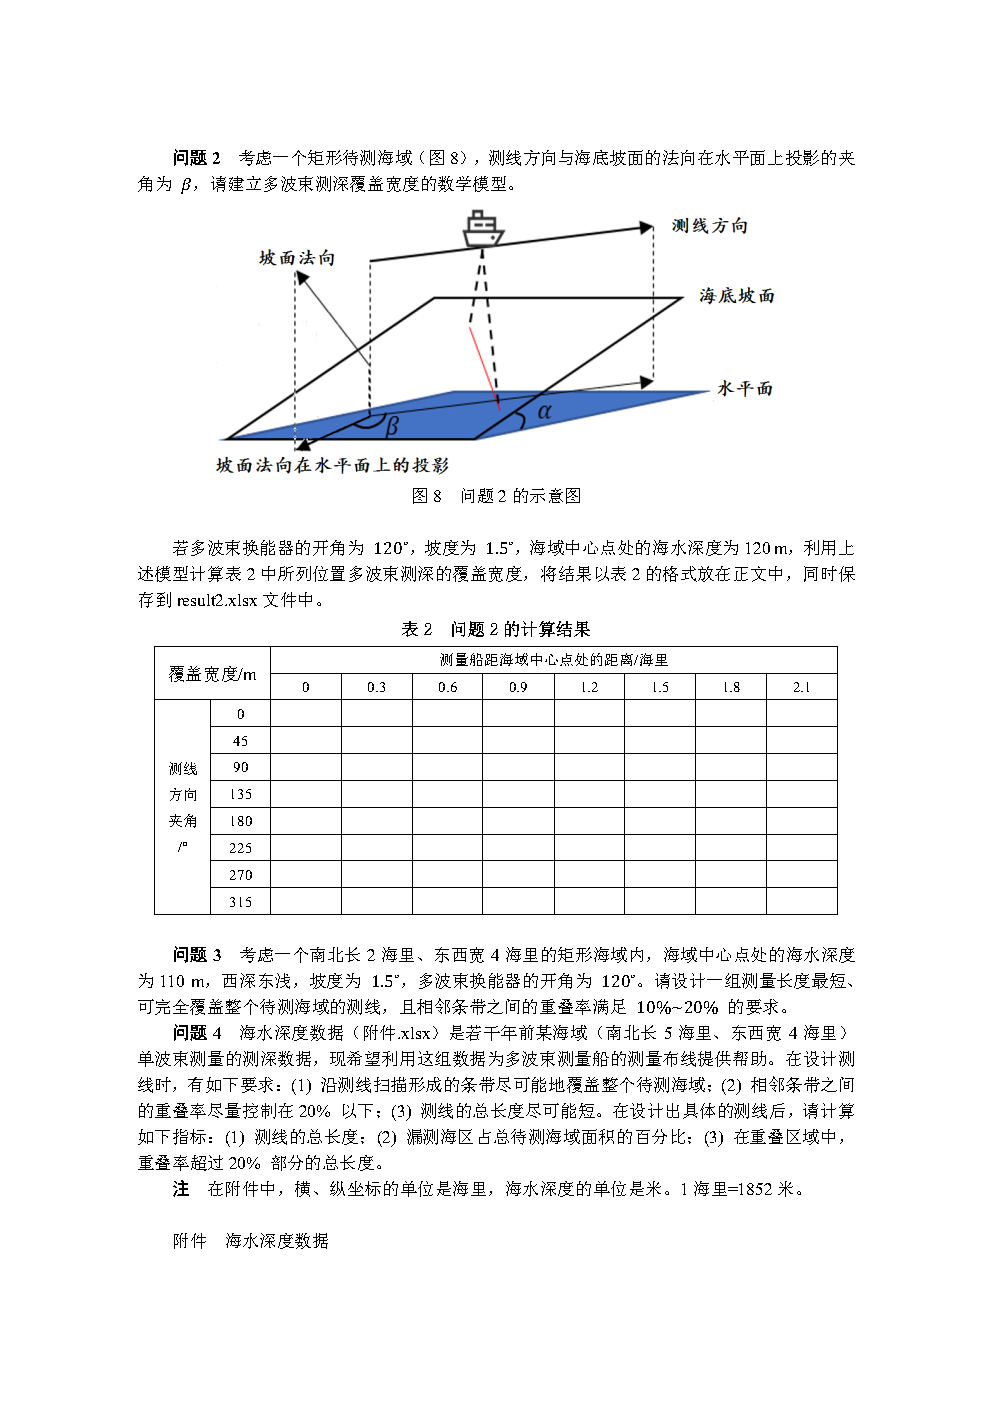 问题 2　考虑一个矩形待测海域（图 8），测线方向与海底坡面的法向在水平面上投影的夹
角为 β，请建立多波束测深覆盖宽度的数学模型。
测线方向
坡面法向
海底坡面
水平面
α
β
坡面法向在水平面上的投影
图 8　问题 2 的示意图
若多波束换能器的开角为 120°，坡度为 1.5°，海域中心点处的海水深度为 120 m，利用上
述模型计算表 2 中所列位置多波束测深的覆盖宽度，将结果以表 2 的格式放在正文中，同时保
存到 result2.xlsx 文件中。
表 2　问题 2 的计算结果
覆盖宽度/m
测量船距海域中心点处的距离/海里
0 0.3 0.6 0.9 1.2 1.5 1.8 2.1
测线
方向
夹角
/°
0
45
90
135
180
225
270
315
问题 3　考虑一个南北长 2 海里、东西宽 4 海里的矩形海域内，海域中心点处的海水深度
为 110 m，西深东浅，坡度为 1.5°，多波束换能器的开角为 120°。请设计一组测量长度最短、
可完全覆盖整个待测海域的测线，且相邻条带之间的重叠率满足 10%~20% 的要求。
问题 4　海水深度数据（附件.xlsx）是若干年前某海域（南北长 5 海里、东西宽 4 海里）
单波束测量的测深数据，现希望利用这组数据为多波束测量船的测量布线提供帮助。在设计测
线时，有如下要求：(1) 沿测线扫描形成的条带尽可能地覆盖整个待测海域；(2) 相邻条带之间
的重叠率尽量控制在 20% 以下；(3) 测线的总长度尽可能短。在设计出具体的测线后，请计算
如下指标：(1) 测线的总长度；(2) 漏测海区占总待测海域面积的百分比；(3) 在重叠区域中，
重叠率超过 20% 部分的总长度。
注　在附件中，横、纵坐标的单位是海里，海水深度的单位是米。1 海里=1852 米。
附件　海水深度数据